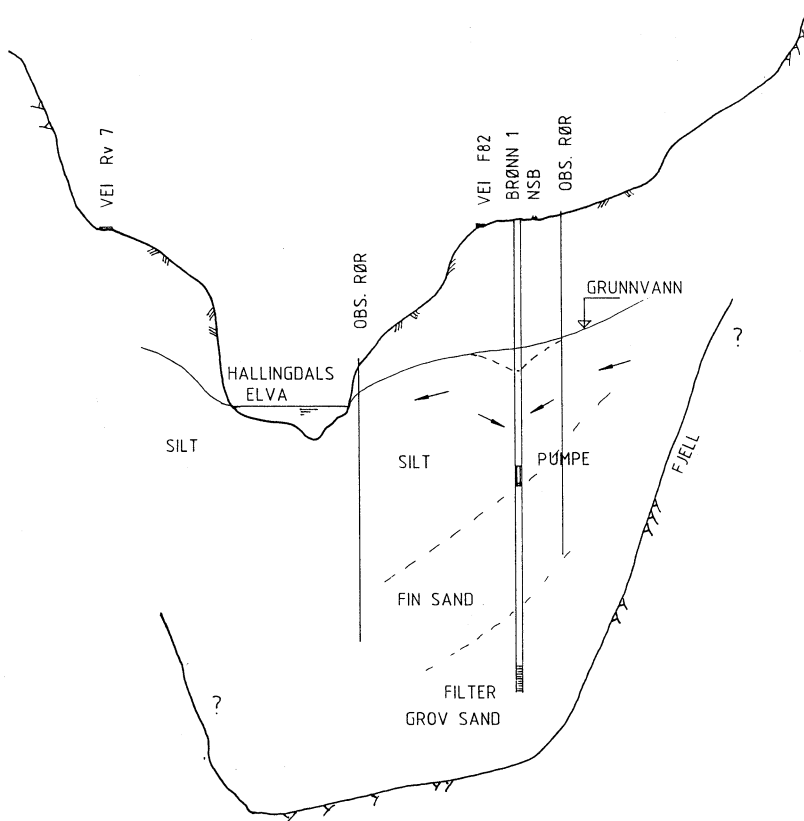 VEI Rv 7
VEI F82
BRØNN 1
NSB
OBS. RØR
OBS. RØR
GRUNNVANN
?
HALLINGDALS
ELVA
SILT
SILT
PUMPE
FJELL
FIN SAND
?
FILTER
GROV SAND